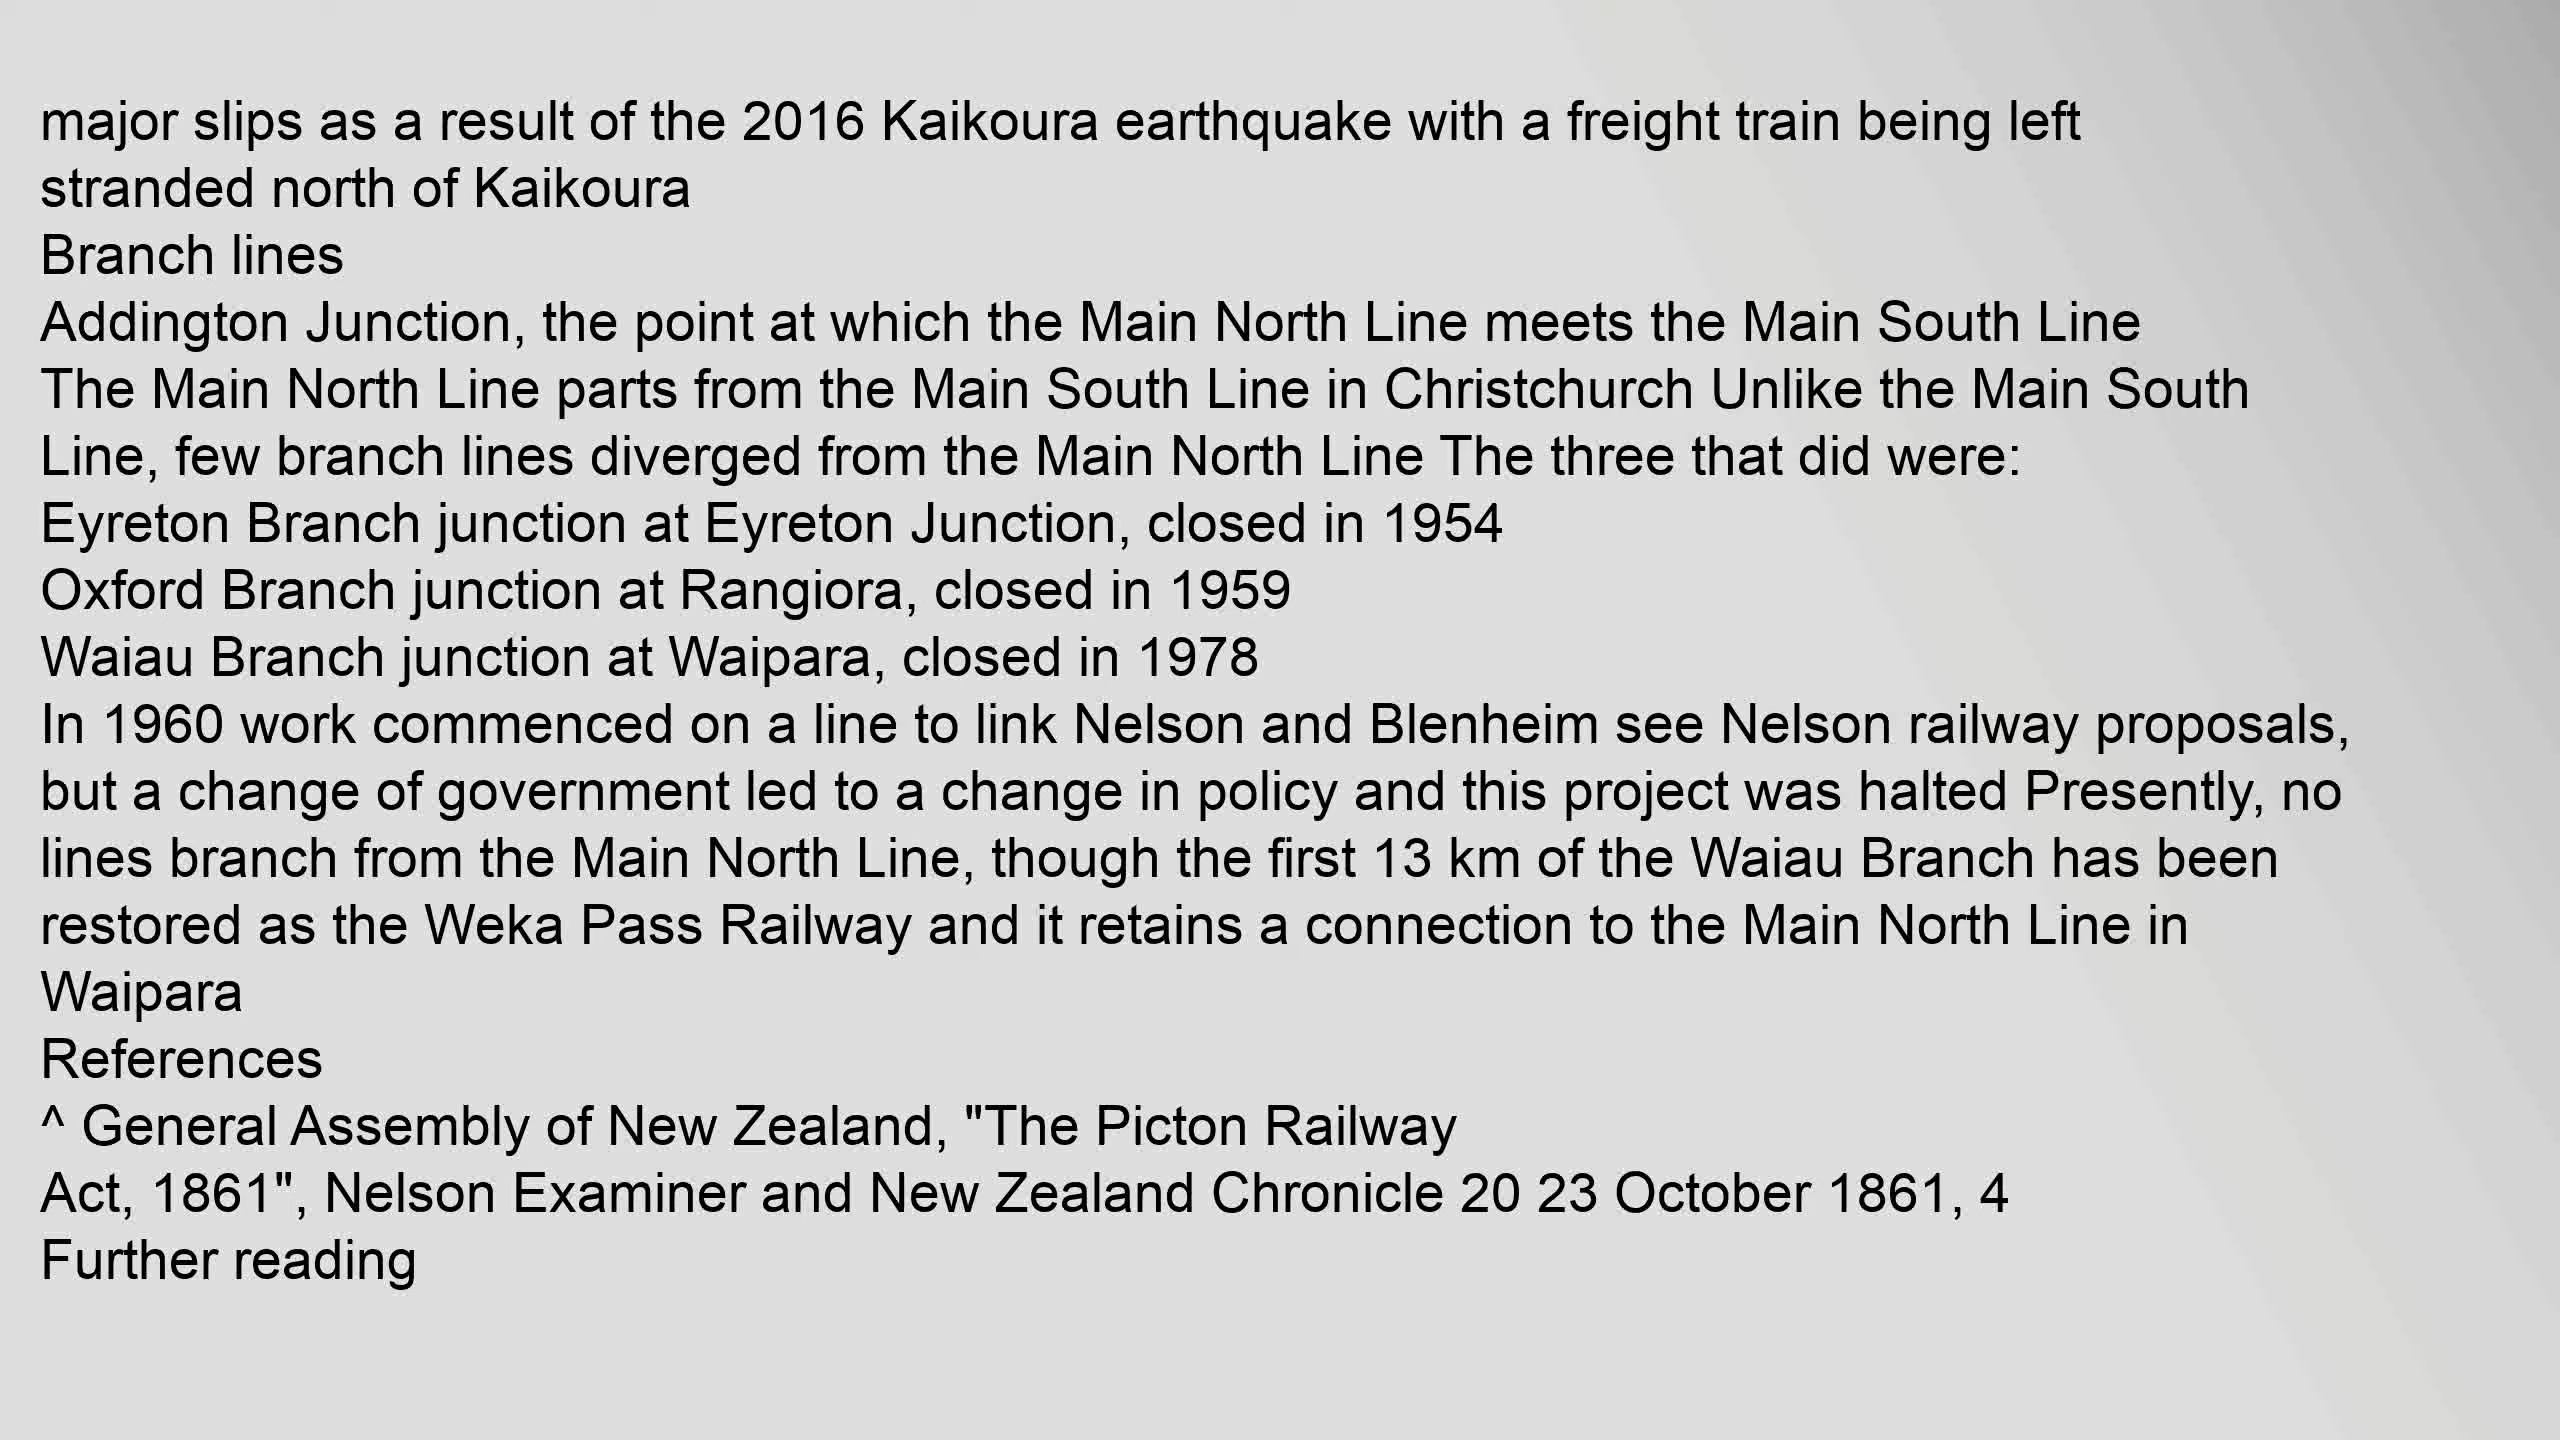 major slips as a result of the 2016 Kaikoura earthquake with a freight train being left
stranded north of Kaikoura
Branch lines
Addington Junction, the point at which the Main North Line meets the Main South Line
The Main North Line parts from the Main South Line in Christchurch Unlike the Main South
Line, few branch lines diverged from the Main North Line The three that did were:
Eyreton Branch junction at Eyreton Junction, closed in 1954
Oxford Branch junction at Rangiora, closed in 1959
Waiau Branch junction at Waipara, closed in 1978
In 1960 work commenced on a line to link Nelson and Blenheim see Nelson railway proposals,
but a change of government led to a change in policy and this project was halted Presently, no
lines branch from the Main North Line, though the first 13 km of the Waiau Branch has been
restored as the Weka Pass Railway and it retains a connection to the Main North Line in
Waipara
References
^ General Assembly of New Zealand, "The Picton Railway
Act, 1861", Nelson Examiner and New Zealand Chronicle 20 23 October 1861, 4
Further reading